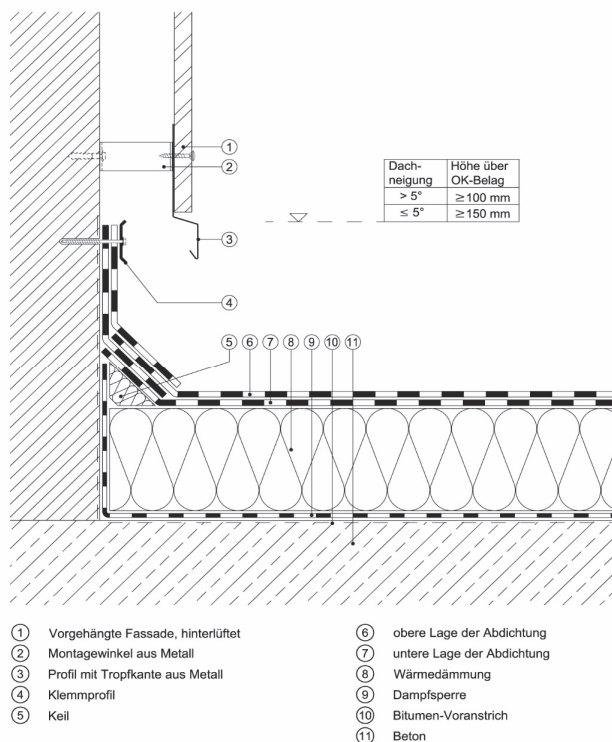 1
2
Dach-
neigung
Höhe über
OK-Belag
> 5°
≥100 mm
≤ 5°
≥150 mm
3
4
5 6 7 8 9 10 11
1 Vorgehängte Fassade, hinterlüftet
2 Montagewinkel aus Metall
3 Profil mit Tropfkante aus Metall
4 Klemmprofil
5 Keil
6 obere Lage der Abdichtung
7 untere Lage der Abdichtung
8 Wärmedämmung
9 Dampfsperre
10 Bitumen-Voranstrich
11 Beton